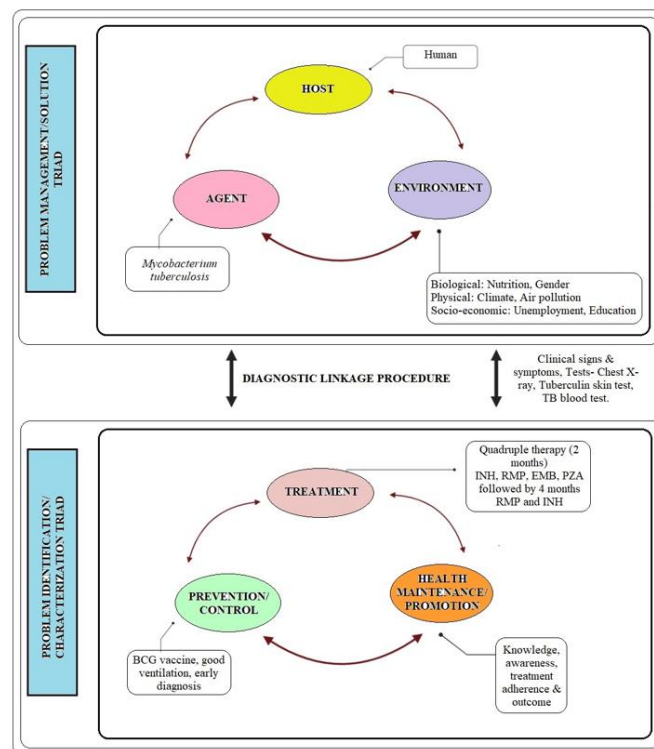 PROBLEM MANAGEMENT/SOLUTION
TRIAD
Human
HOST
AGENT
ENVIRONMENT
Mycobacterium
tuberculosis
Biological: Nutrition, Gender
Physical: Climate, Air pollution
Socio-economic: Unemployment, Education
DIAGNOSTIC LINKAGE PROCEDURE
Clinical signs &
symptoms, Tests- Chest X-
ray, Tuberculin skin test,
TB blood test.
PROBLEM IDENTIFICATION/
CHARACTERIZATION TRIAD
Quadruple therapy (2
months)
INH, RMP, EMB, PZA
followed by 4 months
RMP and INH
TREATMENT
PREVENTION/
CONTROL
HEALTH
MAINTENANCE/
PROMOTION
BCG vaccine, good
ventilation, early
diagnosis
Knowledge,
awareness,
treatment
adherence &
outcome